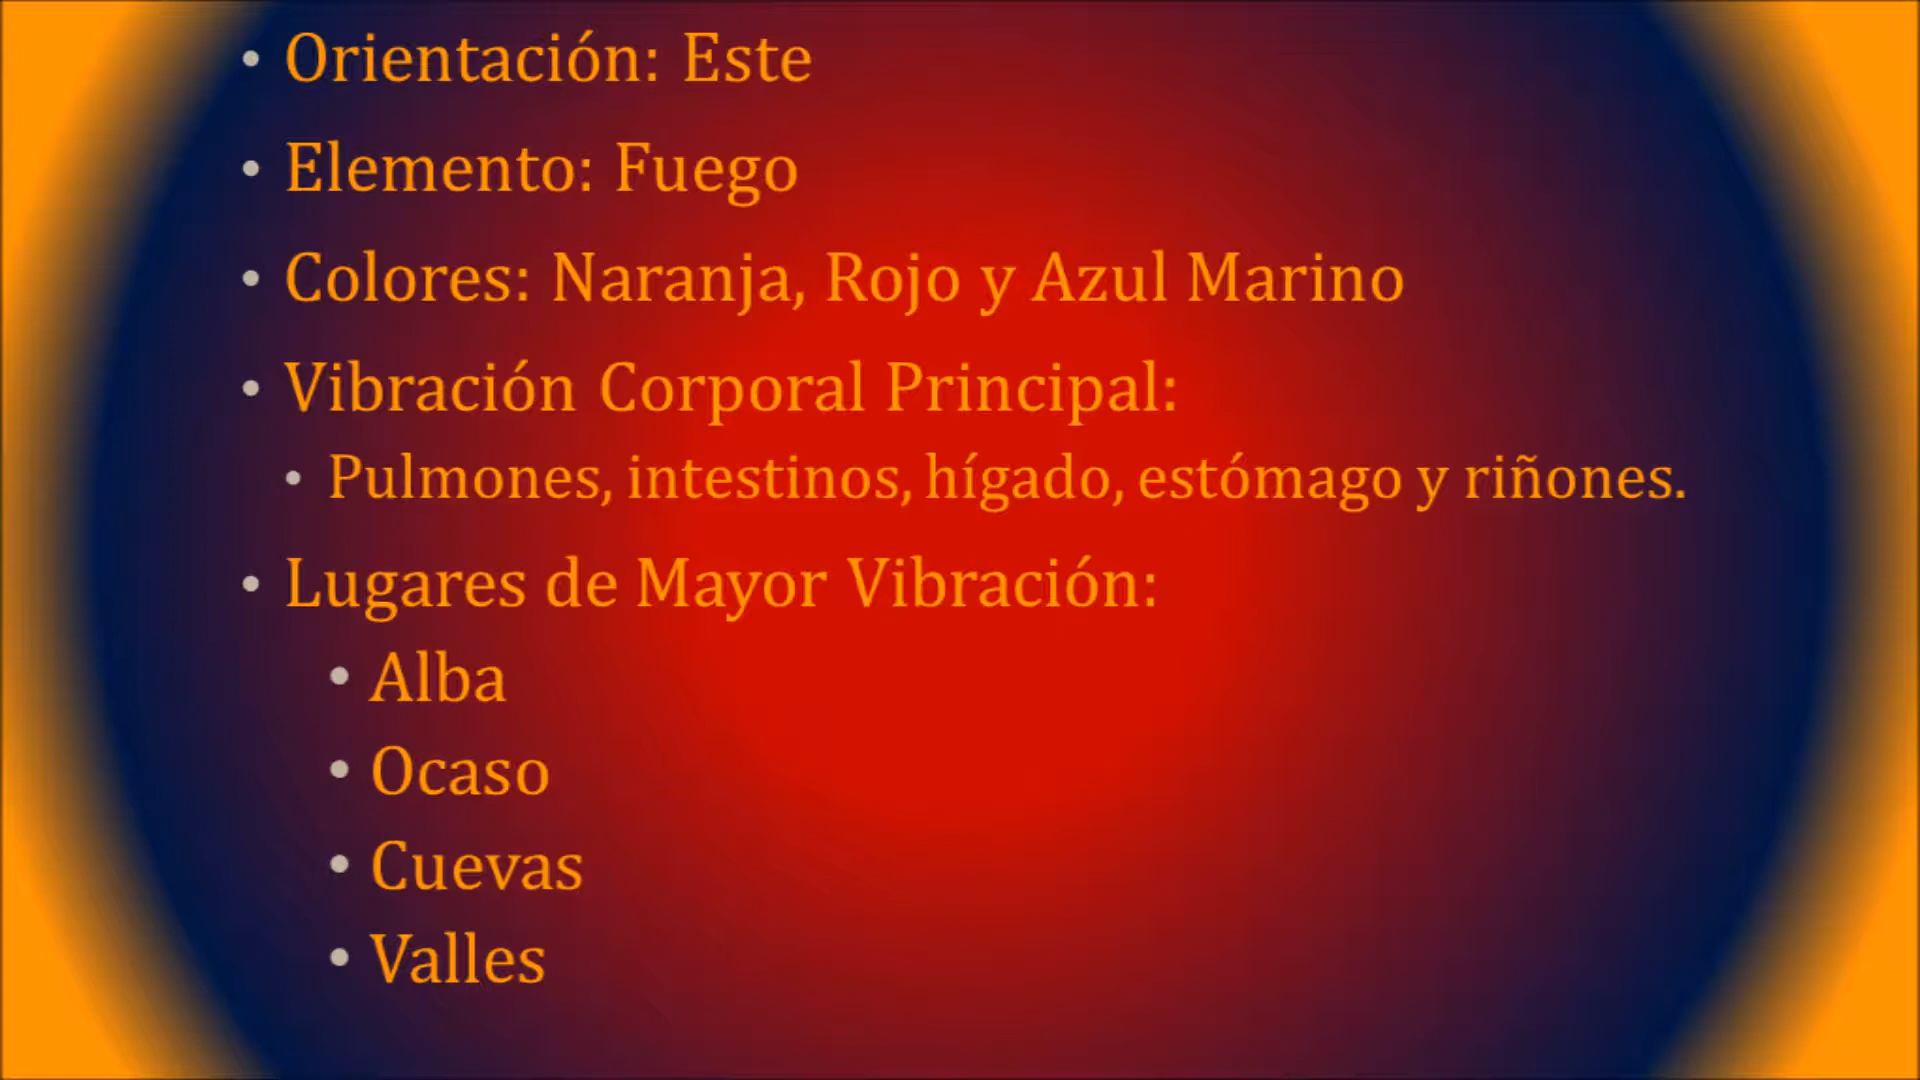 • Orientación: Este
• Elemento: Fuego
• Colores: Naranja, Rojo y Azul Marino
• Vibración Corporal Principal:
• Pulmones, intestinos, hígado, estómago y riñones.
• Lugares de Mayor Vibración:
• Alba
• Ocaso
• Cuevas
• Valles